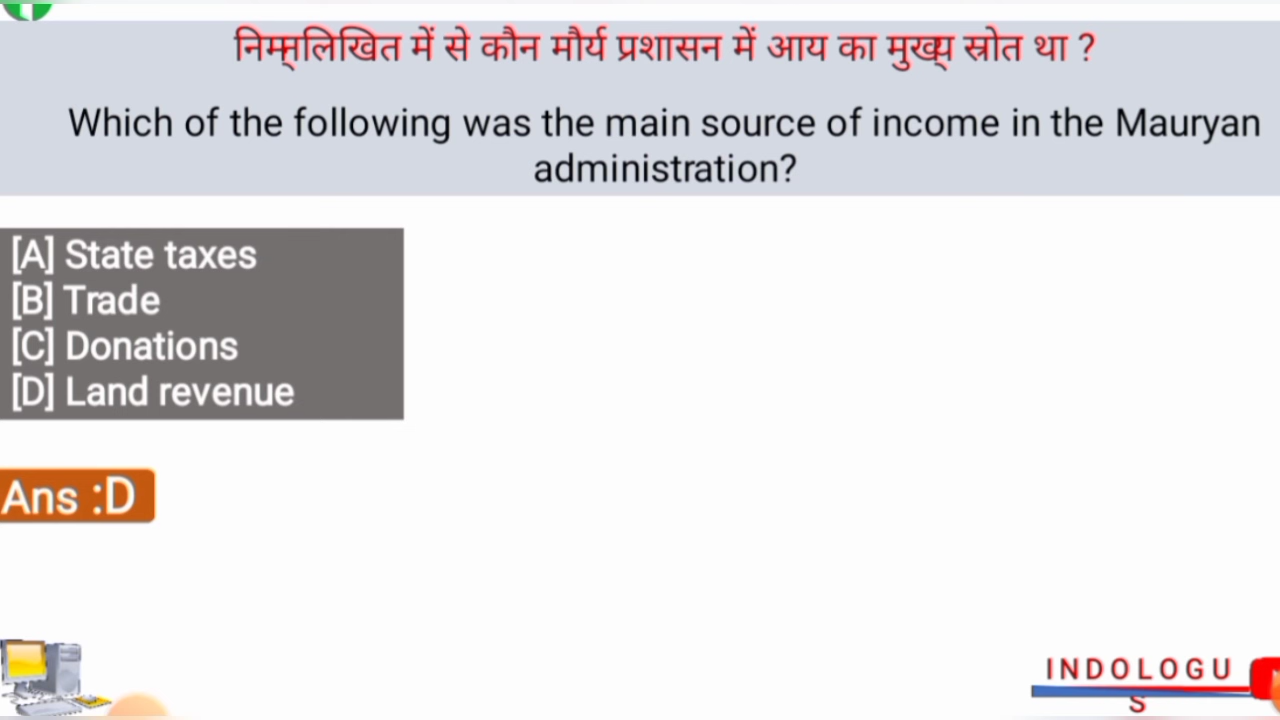 निम्नलिखित में से कौन मौर्य प्रशासन में आय का मुख्य स्रोत था ?
Which of the following was the main source of income in the Mauryan
administration?
[A] State taxes
[B] Trade
[C] Donations
[D] Land revenue
Ans :D
INDOLOGU
S